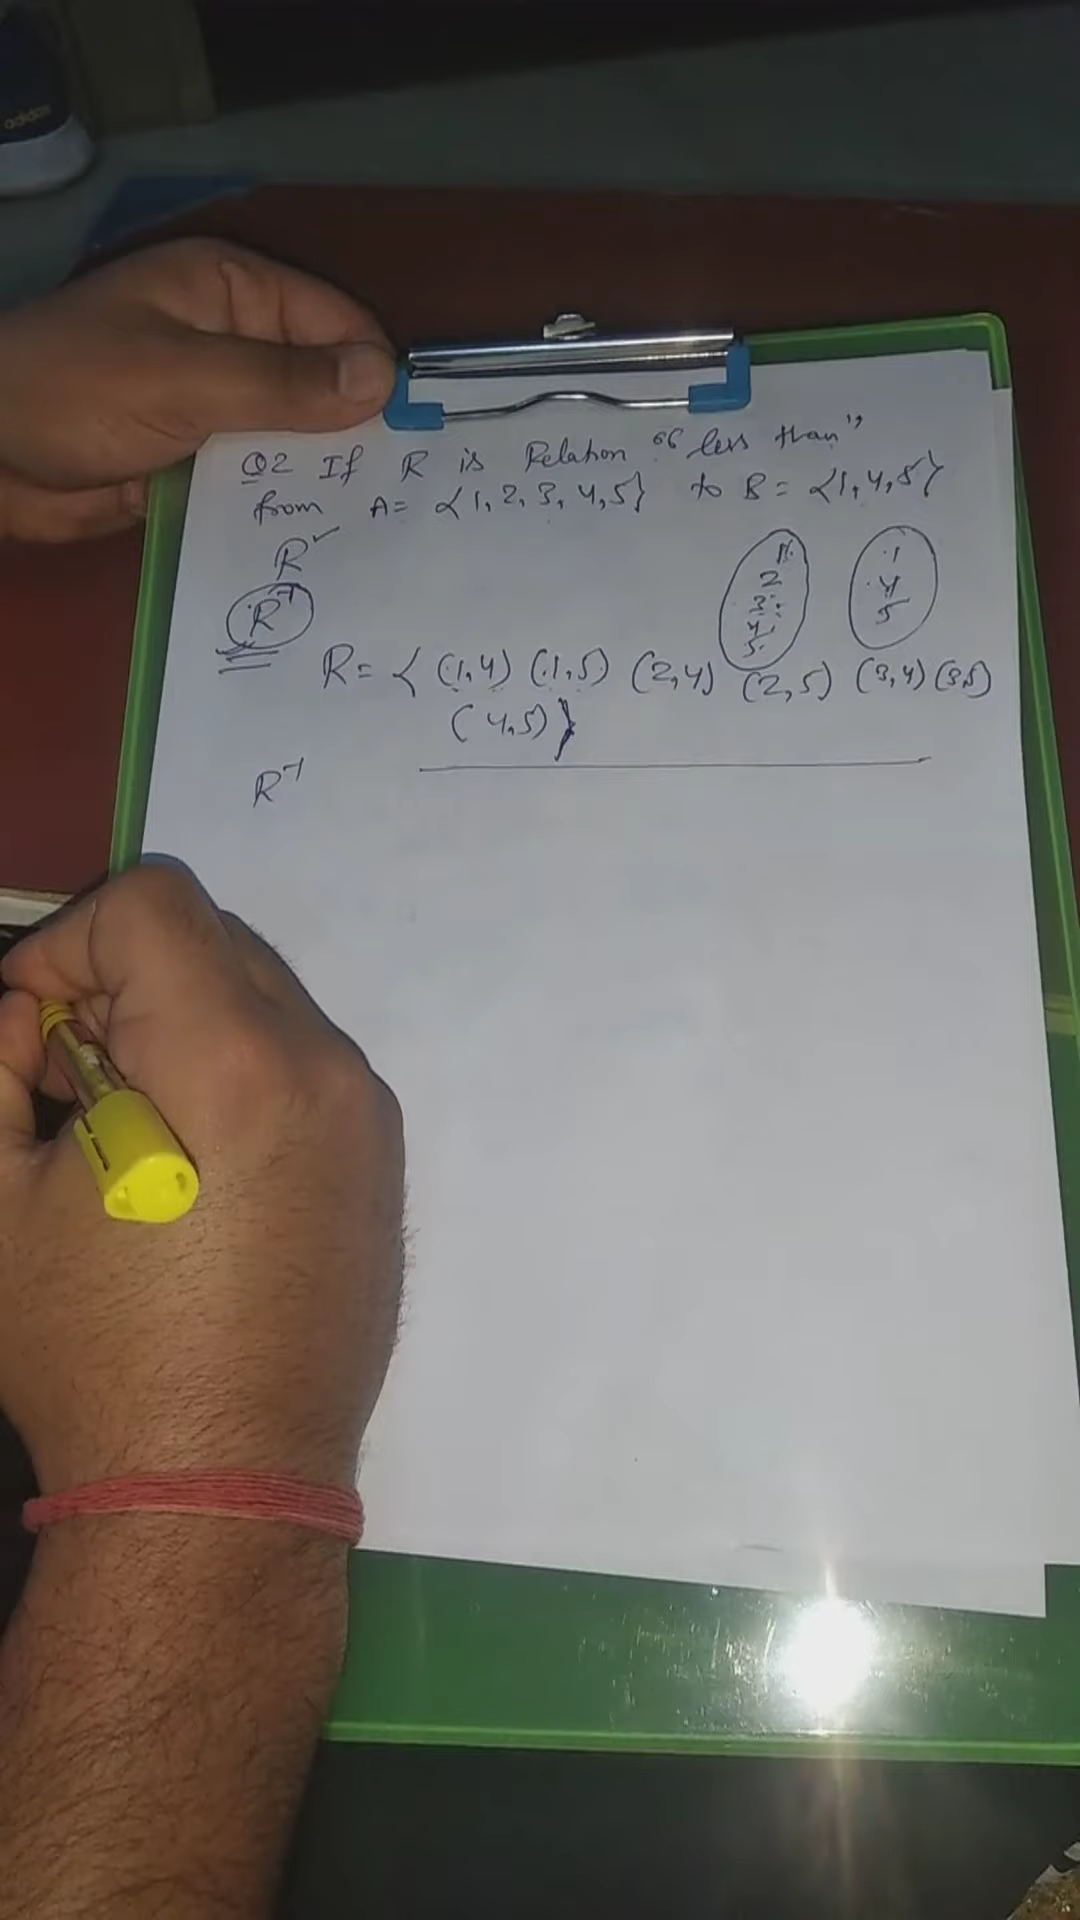 adidas
Q2 If R is Relation "less than"
from A = {1, 2, 3, 4, 5} to B = {1, 4, 5}
R ✓
R⁻¹
1 1
2 4
3 5
4
5
R = { (1,4) (1,5) (2,4) (2,5) (3,4) (3,5)
(4,5) }
R⁻¹